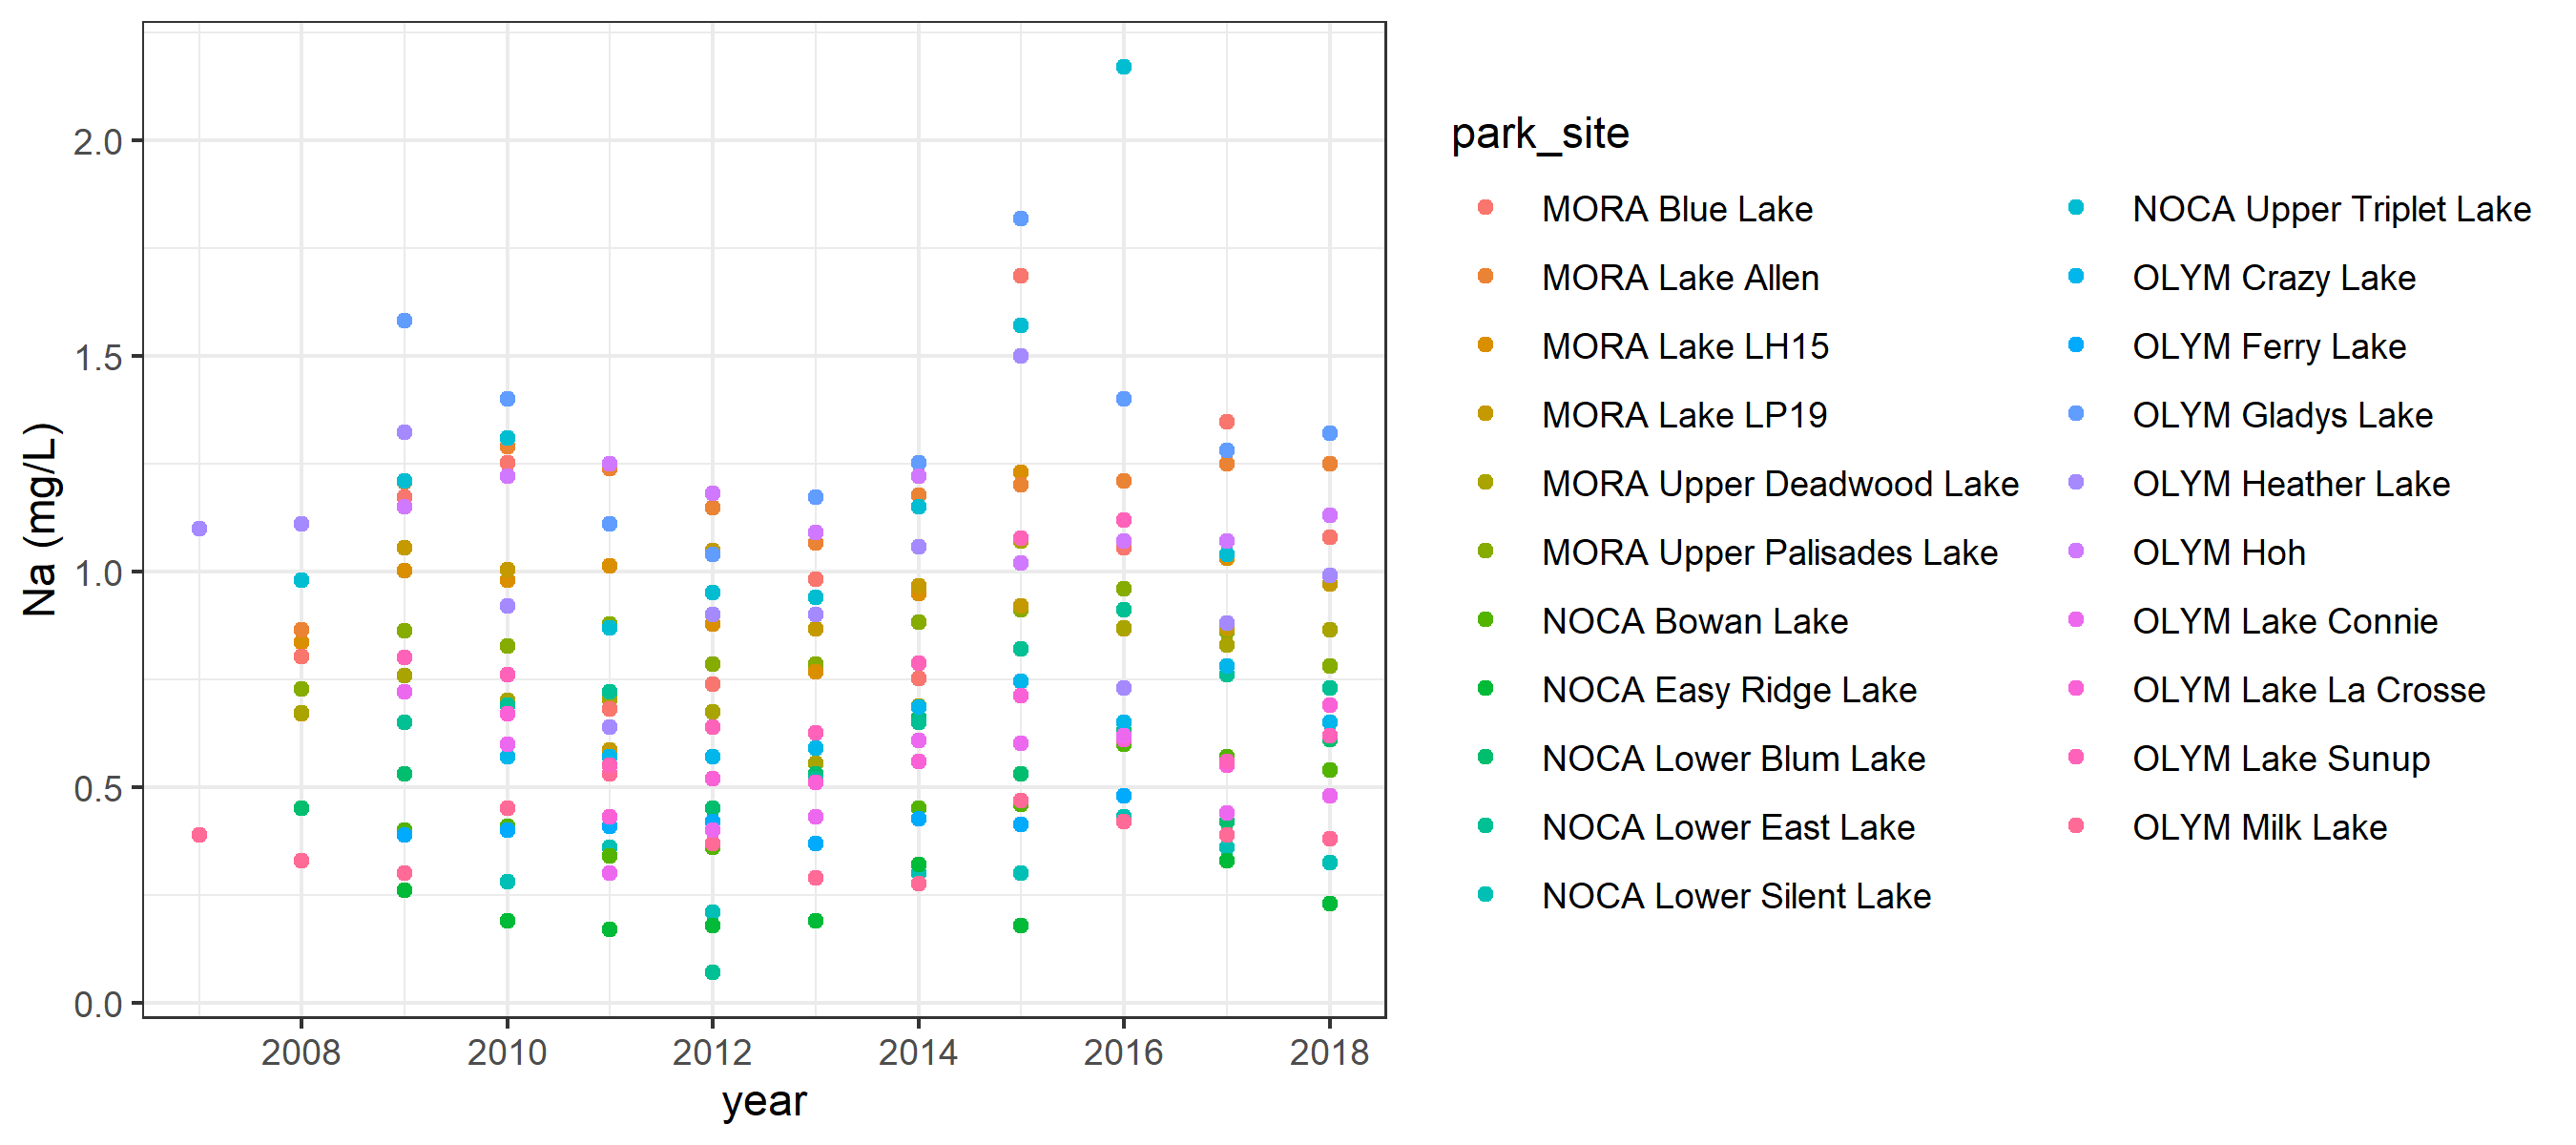 2.0
1.5
1.0
0.5
0.0
Na (mg/L)
2008 2010 2012 2014 2016 2018
year
park_site
MORA Blue Lake
MORA Lake Allen
MORA Lake LH15
MORA Lake LP19
MORA Upper Deadwood Lake
MORA Upper Palisades Lake
NOCA Bowan Lake
NOCA Easy Ridge Lake
NOCA Lower Blum Lake
NOCA Lower East Lake
NOCA Lower Silent Lake
NOCA Upper Triplet Lake
OLYM Crazy Lake
OLYM Ferry Lake
OLYM Gladys Lake
OLYM Heather Lake
OLYM Hoh
OLYM Lake Connie
OLYM Lake La Crosse
OLYM Lake Sunup
OLYM Milk Lake